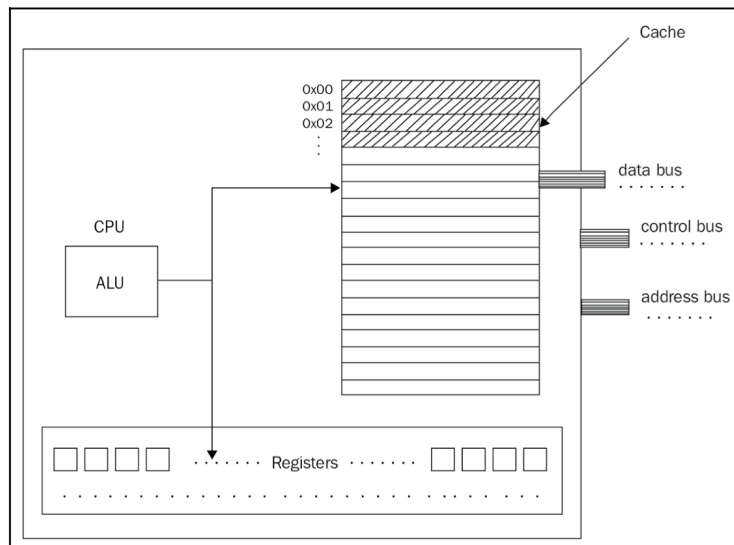 Cache
0x00
0x01
0x02
data bus
control bus
CPU
ALU
address bus
Registers